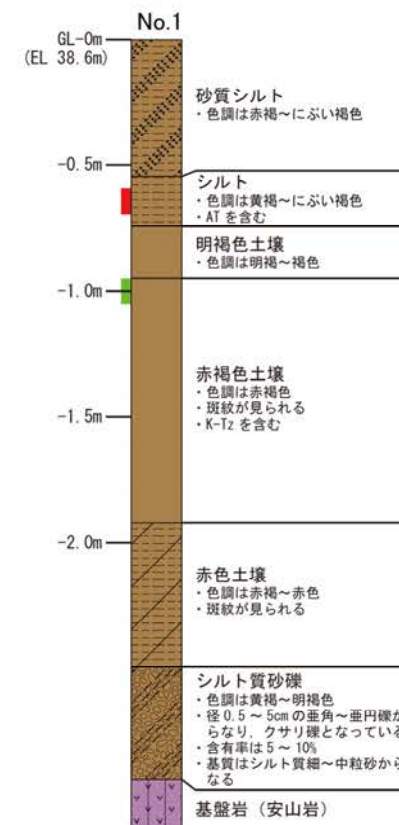 No.1
GL-0m
(EL 38.6m)
砂質シルト
・色調は赤褐～にぶい褐色
-0.5m
シルト
・色調は黄褐～にぶい褐色
・AT を含む
明褐色土壌
・色調は明褐～褐色
-1.0m
赤褐色土壌
・色調は赤褐色
・斑紋が見られる
・K-Tz を含む
-1.5m
-2.0m
赤色土壌
・色調は赤褐～赤色
・斑紋が見られる
シルト質砂礫
・色調は黄褐～明褐色
・径 0.5 ～ 5cm の亜角～亜円礫か
らなり，クサリ礫となっている
・含有率は 5 ～ 10%
・基質はシルト質細～中粒砂から
なる
基盤岩（安山岩）